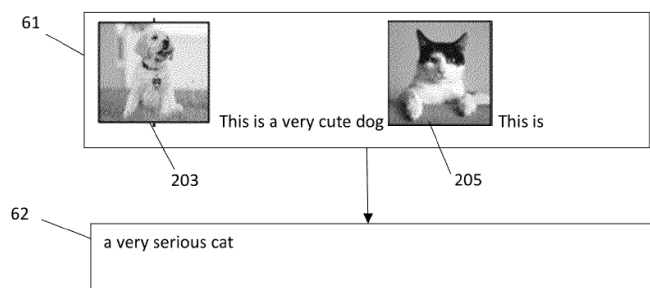 61
This is a very cute dog
This is
203
205
62
a very serious cat